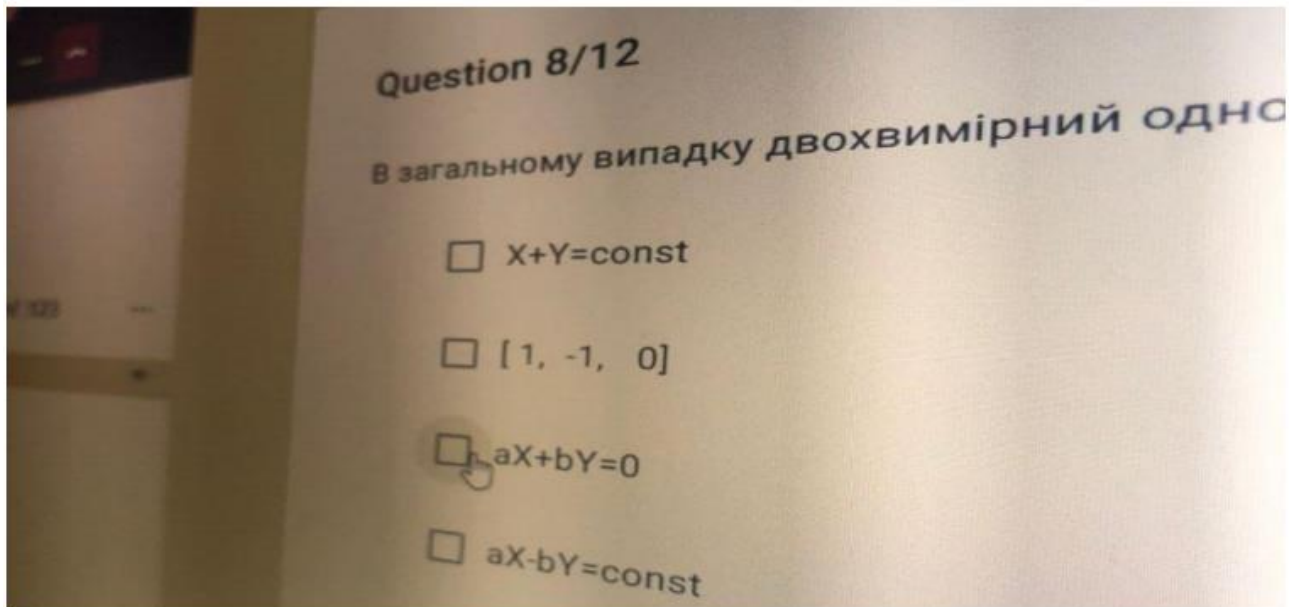 Question 8/12
В загальному випадку двохвимірний одно
X+Y=const
[ 1, -1, 0]
aX+bY=0
aX-bY=const